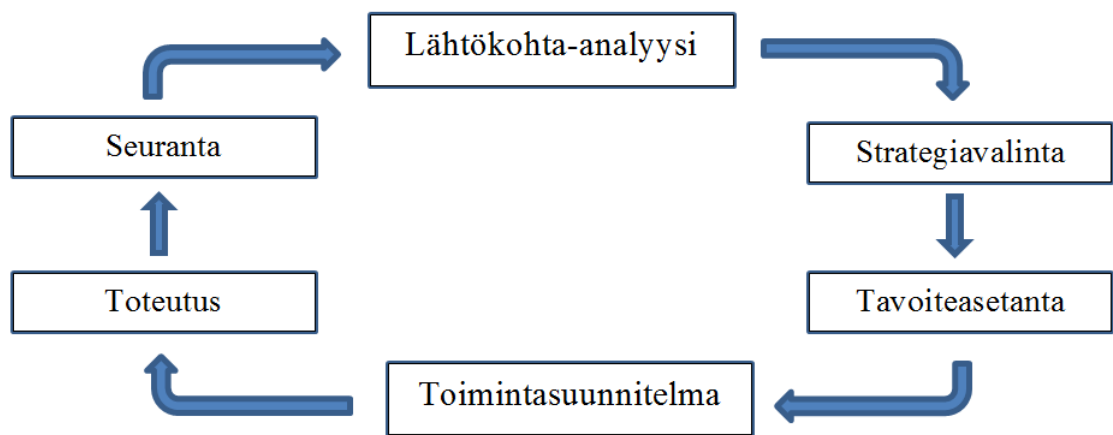 Lähtökohta-analyysi
Strategiavalinta
Tavoiteasetanta
Toimintasuunnitelma
Toteutus
Seuranta